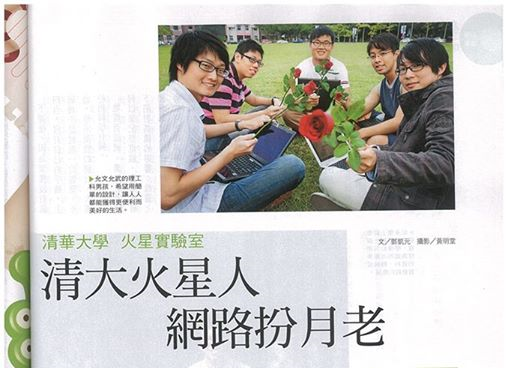 ▶允文允武的理工
科男孩，希望用簡
單的設計，讓人人
都能獲得更便利而
美好的生活。
清華大學 火星實驗室
文／鄧凱元 攝影／黃明堂
清大火星人
網路扮月老